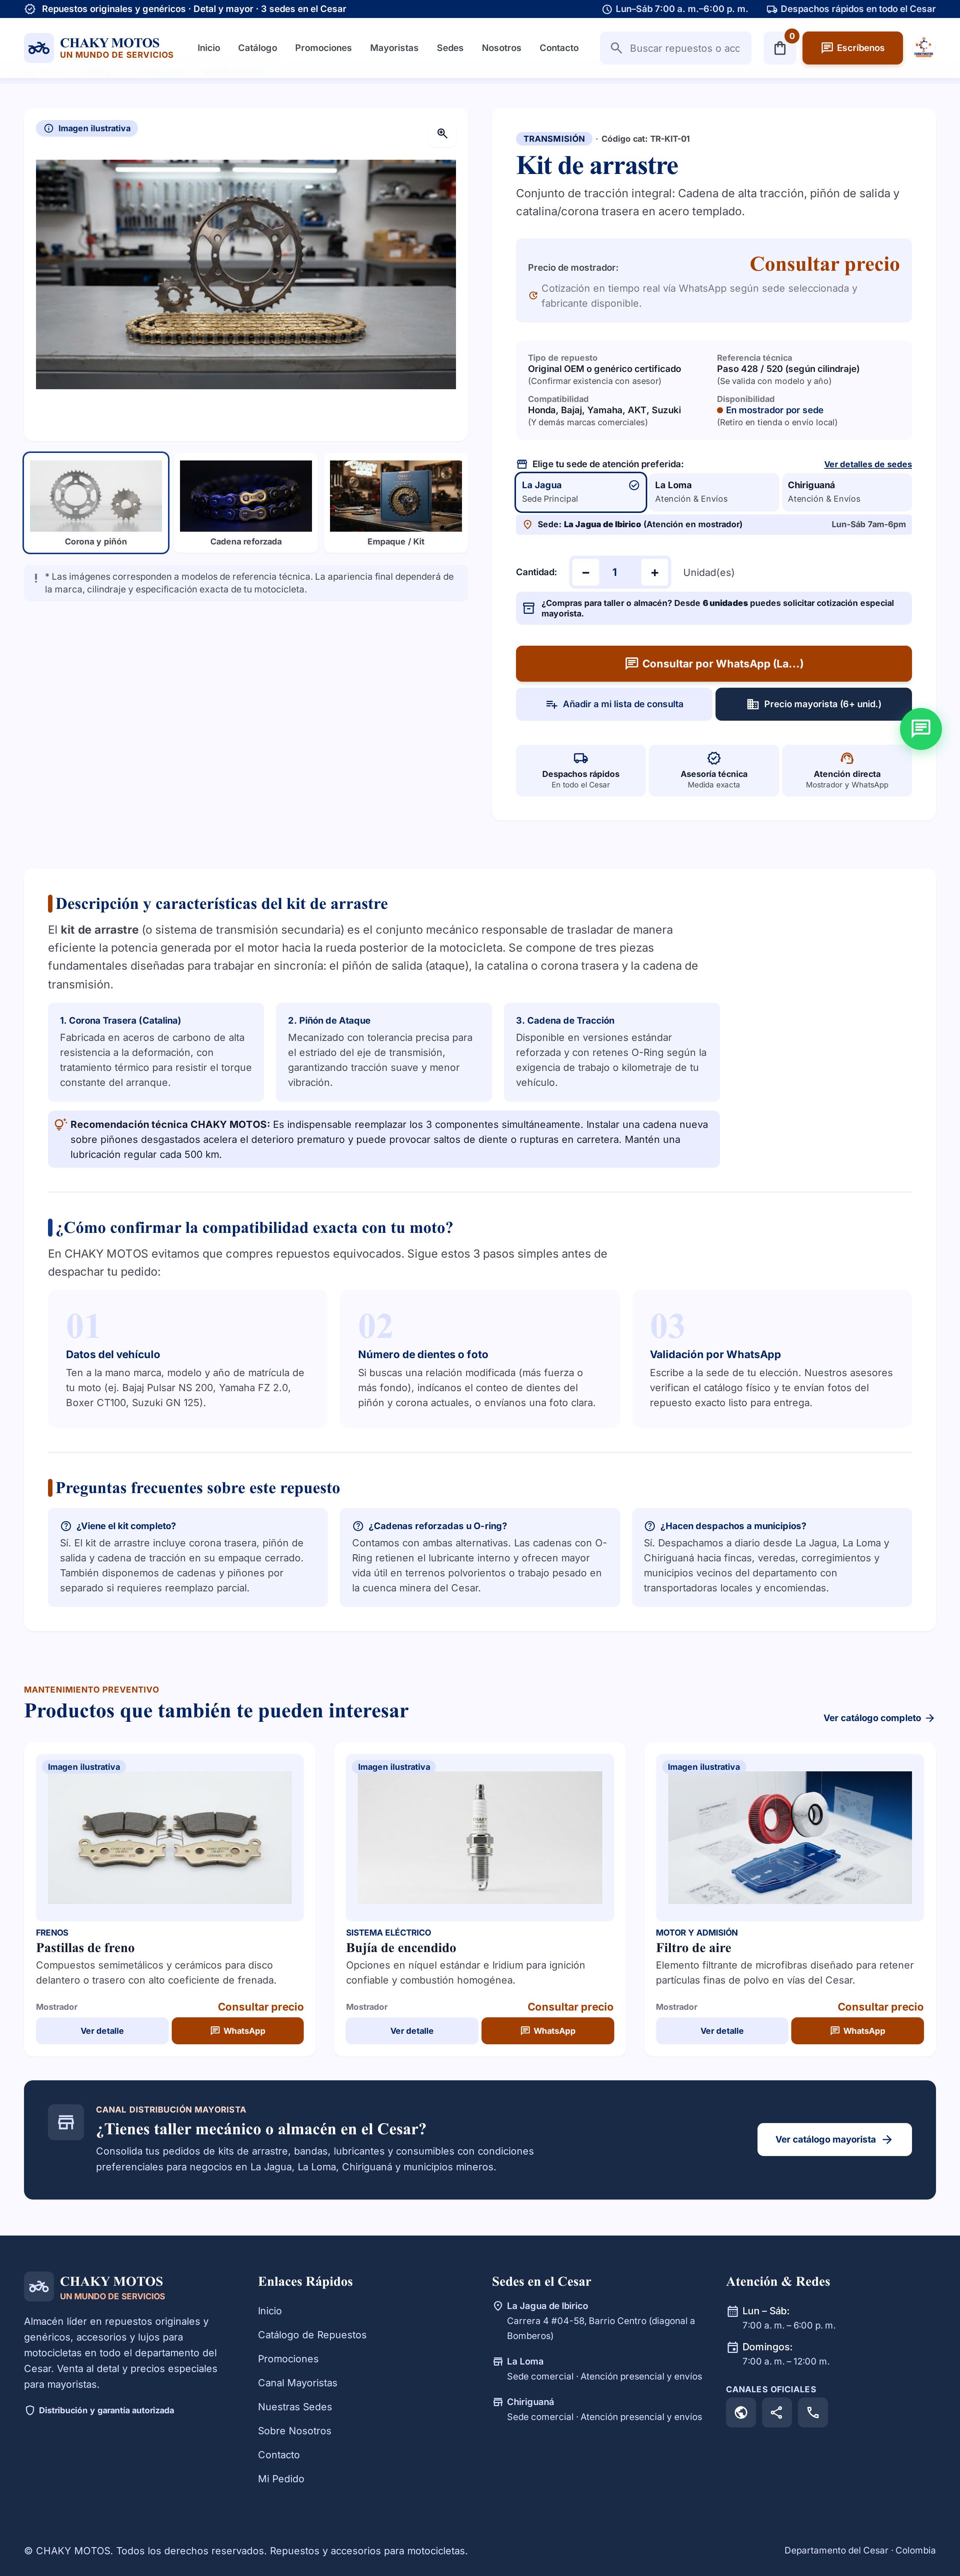 Repuestos originales y genéricos · Detal y mayor · 3 sedes en el Cesar
Lun–Sáb 7:00 a. m.–6:00 p. m.
Despachos rápidos en todo el Cesar
CHAKY MOTOS
UN MUNDO DE SERVICIOS
Inicio
Catálogo
Promociones
Mayoristas
Sedes
Nosotros
Contacto
Buscar repuestos o acc
0
Escríbenos
Imagen ilustrativa
Corona y piñón
Cadena reforzada
Empaque / Kit
* Las imágenes corresponden a modelos de referencia técnica. La apariencia final dependerá de
la marca, cilindraje y especificación exacta de tu motocicleta.
TRANSMISIÓN · Código cat: TR-KIT-01
Kit de arrastre
Conjunto de tracción integral: Cadena de alta tracción, piñón de salida y
catalina/corona trasera en acero templado.
Precio de mostrador:
Consultar precio
Cotización en tiempo real vía WhatsApp según sede seleccionada y
fabricante disponible.
Tipo de repuesto
Original OEM o genérico certificado
(Confirmar existencia con asesor)
Referencia técnica
Paso 428 / 520 (según cilindraje)
(Se valida con modelo y año)
Compatibilidad
Honda, Bajaj, Yamaha, AKT, Suzuki
(Y demás marcas comerciales)
Disponibilidad
En mostrador por sede
(Retiro en tienda o envío local)
Elige tu sede de atención preferida:
Ver detalles de sedes
La Jagua
Sede Principal
La Loma
Atención & Envíos
Chiriguaná
Atención & Envíos
Sede: La Jagua de Ibirico (Atención en mostrador)
Lun-Sáb 7am-6pm
Cantidad:
−
1
+
Unidad(es)
¿Compras para taller o almacén? Desde 6 unidades puedes solicitar cotización especial
mayorista.
Consultar por WhatsApp (La...)
Añadir a mi lista de consulta
Precio mayorista (6+ unid.)
Despachos rápidos
En todo el Cesar
Asesoría técnica
Medida exacta
Atención directa
Mostrador y WhatsApp
Descripción y características del kit de arrastre
El kit de arrastre (o sistema de transmisión secundaria) es el conjunto mecánico responsable de trasladar de manera
eficiente la potencia generada por el motor hacia la rueda posterior de la motocicleta. Se compone de tres piezas
fundamentales diseñadas para trabajar en sincronía: el piñón de salida (ataque), la catalina o corona trasera y la cadena de
transmisión.
1. Corona Trasera (Catalina)
Fabricada en aceros de carbono de alta
resistencia a la deformación, con
tratamiento térmico para resistir el torque
constante del arranque.
2. Piñón de Ataque
Mecanizado con tolerancia precisa para
el estriado del eje de transmisión,
garantizando tracción suave y menor
vibración.
3. Cadena de Tracción
Disponible en versiones estándar
reforzada y con retenes O-Ring según la
exigencia de trabajo o kilometraje de tu
vehículo.
Recomendación técnica CHAKY MOTOS: Es indispensable reemplazar los 3 componentes simultáneamente. Instalar una cadena nueva
sobre piñones desgastados acelera el deterioro prematuro y puede provocar saltos de diente o rupturas en carretera. Mantén una
lubricación regular cada 500 km.
¿Cómo confirmar la compatibilidad exacta con tu moto?
En CHAKY MOTOS evitamos que compres repuestos equivocados. Sigue estos 3 pasos simples antes de
despachar tu pedido:
01
Datos del vehículo
Ten a la mano marca, modelo y año de matrícula de
tu moto (ej. Bajaj Pulsar NS 200, Yamaha FZ 2.0,
Boxer CT100, Suzuki GN 125).
02
Número de dientes o foto
Si buscas una relación modificada (más fuerza o
más fondo), indícanos el conteo de dientes del
piñón y corona actuales, o envíanos una foto clara.
03
Validación por WhatsApp
Escribe a la sede de tu elección. Nuestros asesores
verifican el catálogo físico y te envían fotos del
repuesto exacto listo para entrega.
Preguntas frecuentes sobre este repuesto
¿Viene el kit completo?
Sí. El kit de arrastre incluye corona trasera, piñón de
salida y cadena de tracción en su empaque cerrado.
También disponemos de cadenas y piñones por
separado si requieres reemplazo parcial.
¿Cadenas reforzadas u O-ring?
Contamos con ambas alternativas. Las cadenas con O-
Ring retienen el lubricante interno y ofrecen mayor
vida útil en terrenos polvorientos o trabajo pesado en
la cuenca minera del Cesar.
¿Hacen despachos a municipios?
Sí. Despachamos a diario desde La Jagua, La Loma y
Chiriguaná hacia fincas, veredas, corregimientos y
municipios vecinos del departamento con
transportadoras locales y encomiendas.
MANTENIMIENTO PREVENTIVO
Productos que también te pueden interesar
Ver catálogo completo
Imagen ilustrativa
FRENOS
Pastillas de freno
Compuestos semimetálicos y cerámicos para disco
delantero o trasero con alto coeficiente de frenada.
Mostrador
Consultar precio
Ver detalle
WhatsApp
Imagen ilustrativa
SISTEMA ELÉCTRICO
Bujía de encendido
Opciones en níquel estándar e Iridium para ignición
confiable y combustión homogénea.
Mostrador
Consultar precio
Ver detalle
WhatsApp
Imagen ilustrativa
MOTOR Y ADMISIÓN
Filtro de aire
Elemento filtrante de microfibras diseñado para retener
partículas finas de polvo en vías del Cesar.
Mostrador
Consultar precio
Ver detalle
WhatsApp
CANAL DISTRIBUCIÓN MAYORISTA
¿Tienes taller mecánico o almacén en el Cesar?
Consolida tus pedidos de kits de arrastre, bandas, lubricantes y consumibles con condiciones
preferenciales para negocios en La Jagua, La Loma, Chiriguaná y municipios mineros.
Ver catálogo mayorista
CHAKY MOTOS
UN MUNDO DE SERVICIOS
Almacén líder en repuestos originales y
genéricos, accesorios y lujos para
motocicletas en todo el departamento del
Cesar. Venta al detal y precios especiales
para mayoristas.
Distribución y garantía autorizada
Enlaces Rápidos
Inicio
Catálogo de Repuestos
Promociones
Canal Mayoristas
Nuestras Sedes
Sobre Nosotros
Contacto
Mi Pedido
Sedes en el Cesar
La Jagua de Ibirico
Carrera 4 #04-58, Barrio Centro (diagonal a
Bomberos)
La Loma
Sede comercial · Atención presencial y envíos
Chiriguaná
Sede comercial · Atención presencial y envíos
Atención & Redes
Lun – Sáb:
7:00 a. m. – 6:00 p. m.
Domingos:
7:00 a. m. – 12:00 m.
CANALES OFICIALES
© CHAKY MOTOS. Todos los derechos reservados. Repuestos y accesorios para motocicletas.
Departamento del Cesar · Colombia